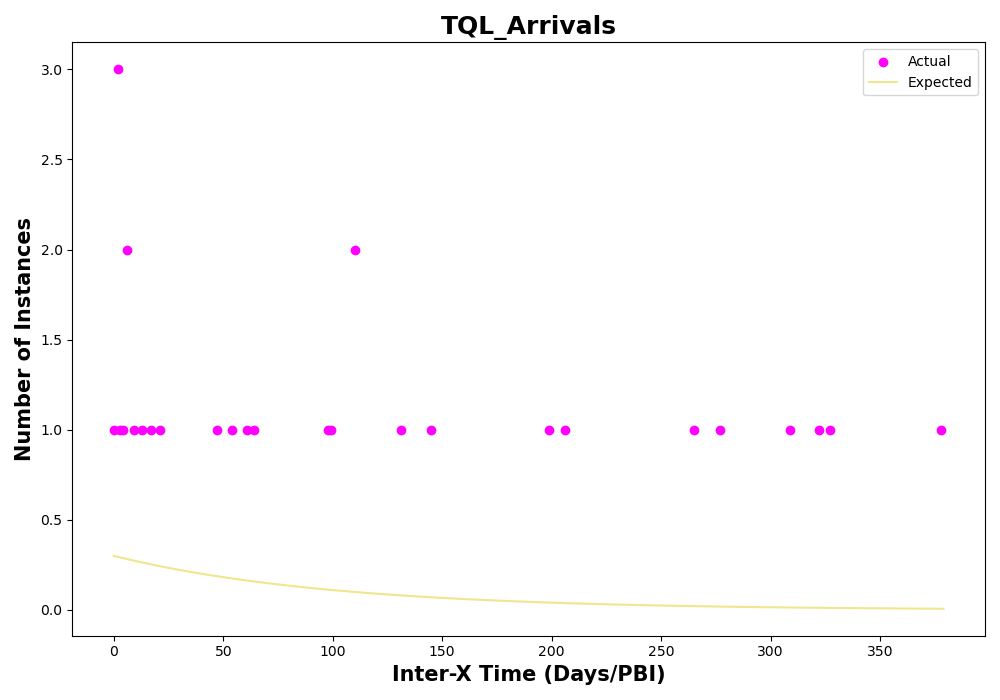 TQL_Arrivals
Actual
Expected
Number of Instances
3.0
2.5
2.0
1.5
1.0
0.5
0.0
0 50 100 150 200 250 300 350
Inter-X Time (Days/PBI)